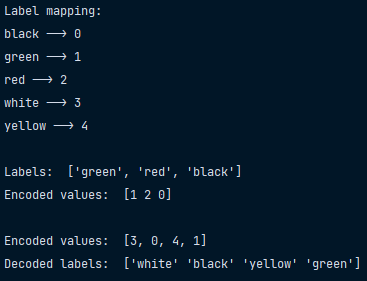 Label mapping:
black --> 0
green --> 1
red --> 2
white --> 3
yellow --> 4
Labels:  ['green', 'red', 'black']
Encoded values:  [1 2 0]
Encoded values:  [3, 0, 4, 1]
Decoded labels:  ['white' 'black' 'yellow' 'green']